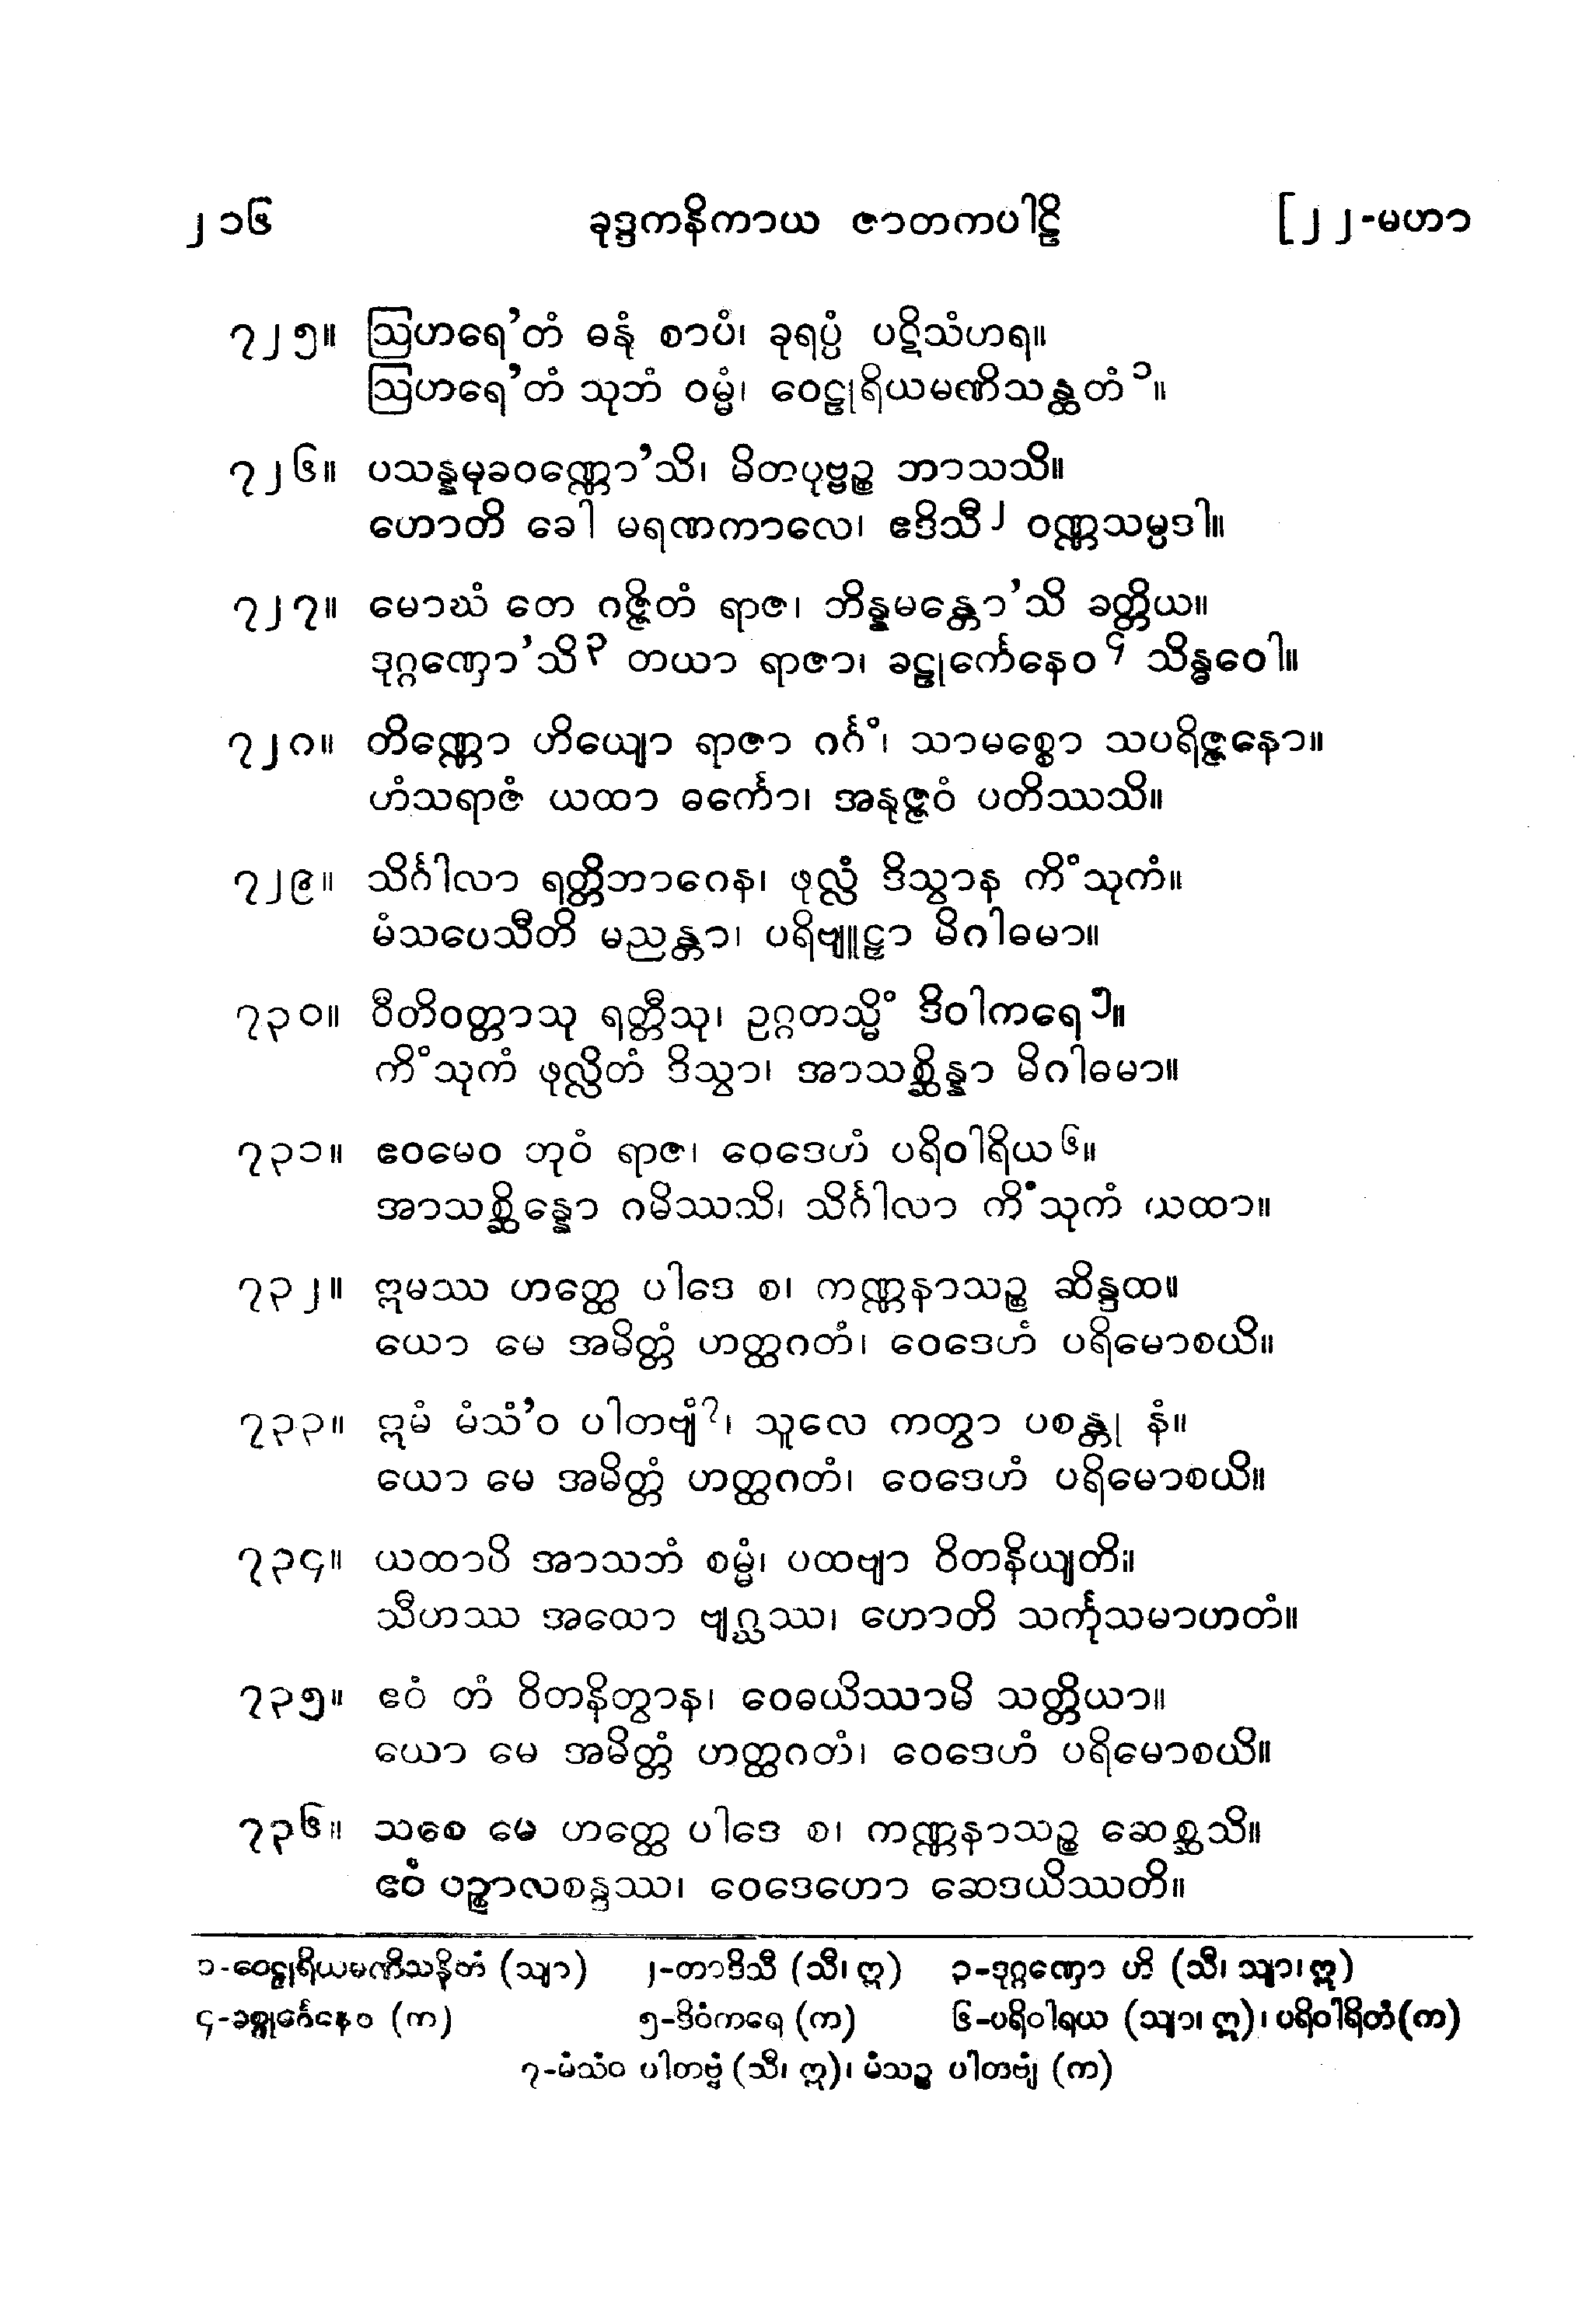 ၂၁၆ ခုဒ္ဒကနိကာယ ဇာတကပါဠိ [၂၂-မဟာ
၇၂၅။ ဩဟရေ’တံ ဓနုံ စာပံ၊ ခုရပ္ပံ ပဋိသံဟရ။
ဩဟရေ’တံ သုဘံ ဝမ္မံ၊ ဝေဠုရိယမဏိသန္ထတံ ၁။
၇၂၆။ ပသန္နမုခဝဏ္ဏော’သိ၊ မိတပုဗ္ဗဉ္စ ဘာသသိ။
ဟောတိ ခေါ မရဏကာလေ၊ ဧဒိသီ ၂ ဝဏ္ဏသမ္ပဒါ။
၇၂၇။ မောဃံ တေ ဂဇ္ဇိတံ ရာဇ၊ ဘိန္နမန္တော’သိ ခတ္တိယ။
ဒုဂ္ဂဏှော’သိ ၃ တယာ ရာဇာ၊ ခဠုင်္ကေနေဝ ၄ သိန္ဓဝေါ။
၇၂၈။ တိဏ္ဏော ဟိယျော ရာဇာ ဂင်္ဂံ၊ သာမစ္စော သပရိဇ္ဇနော။
ဟံသရာဇံ ယထာ ဓင်္ကော၊ အနုဇ္ဇဝံ ပတိဿသိ။
၇၂၉။ သိင်္ဂါလာ ရတ္တိဘာဂေန၊ ဖုလ္လံ ဒိသွာန ကိံသုကံ။
မံသပေသီတိ မညန္တာ၊ ပရိဗျူဠှာ မိဂါဓမာ။
၇၃၀။ ဝီတိဝတ္တာသု ရတ္တီသု၊ ဥဂ္ဂတသ္မိံ ဒိဝါကရေ ၅။
ကိံသုကံ ဖုလ္လိတံ ဒိသွာ၊ အာသစ္ဆိန္နာ မိဂါဓမာ။
၇၃၁။ ဧဝမေဝ တုဝံ ရာဇ၊ ဝေဒေဟံ ပရိဝါရိယ ၆။
အာသစ္ဆိန္နော ဂမိဿသိ၊ သိင်္ဂါလာ ကိံသုကံ ယထာ။
၇၃၂။ ဣမဿ ဟတ္ထေ ပါဒေ စ၊ ကဏ္ဏနာသဉ္စ ဆိန္ဒထ။
ယော မေ အမိတ္တံ ဟတ္ထဂတံ၊ ဝေဒေဟံ ပရိမောစယိ။
၇၃၃။ ဣမံ မံသံ’ဝ ပါတဗျံ ၇၊ သူလေ ကတွာ ပစန္တု နံ။
ယော မေ အမိတ္တံ ဟတ္ထဂတံ၊ ဝေဒေဟံ ပရိမောစယိ။
၇၃၄။ ယထာပိ အာသဘံ စမ္မံ၊ ပထဗျာ ဝိတနိယျတိ။
သီဟဿ အထော ဗျဂ္ဃဿ၊ ဟောတိ သင်္ကုသမာဟတံ။
၇၃၅။ ဧဝံ တံ ဝိတနိတွာန၊ ဝေဓယိဿာမိ သတ္တိယာ။
ယော မေ အမိတ္တံ ဟတ္ထဂတံ၊ ဝေဒေဟံ ပရိမောစယိ။
၇၃၆။ သစေ မေ ဟတ္ထေ ပါဒေ စ၊ ကဏ္ဏနာသဉ္စ ဆေစ္ဆသိ။
ဧဝံ ပဉ္စာလစန္ဒဿ၊ ဝေဒေဟော ဆေဒယိဿတိ။
၁-ဝေဠုရိယမဏိသန္နိတံ (သျာ) ၂-တာဒိသီ (သီ၊ ဣ) ၃-ဒုဂ္ဂဏှော ဟိ (သီ၊ သျာ၊ ဣ)
၄-ခဠုင်္ဂေနေဝ (က) ၅-ဒိဝံကရေ (က) ၆-ပရိဝါရယ (သျာ၊ ဣ)၊ ပရိဝါရိတံ (က)
၇-မံသံဝ ပါတဗ္ဗံ (သီ၊ ဣ)၊ မံသဉ္စ ပါတဗျံ (က)